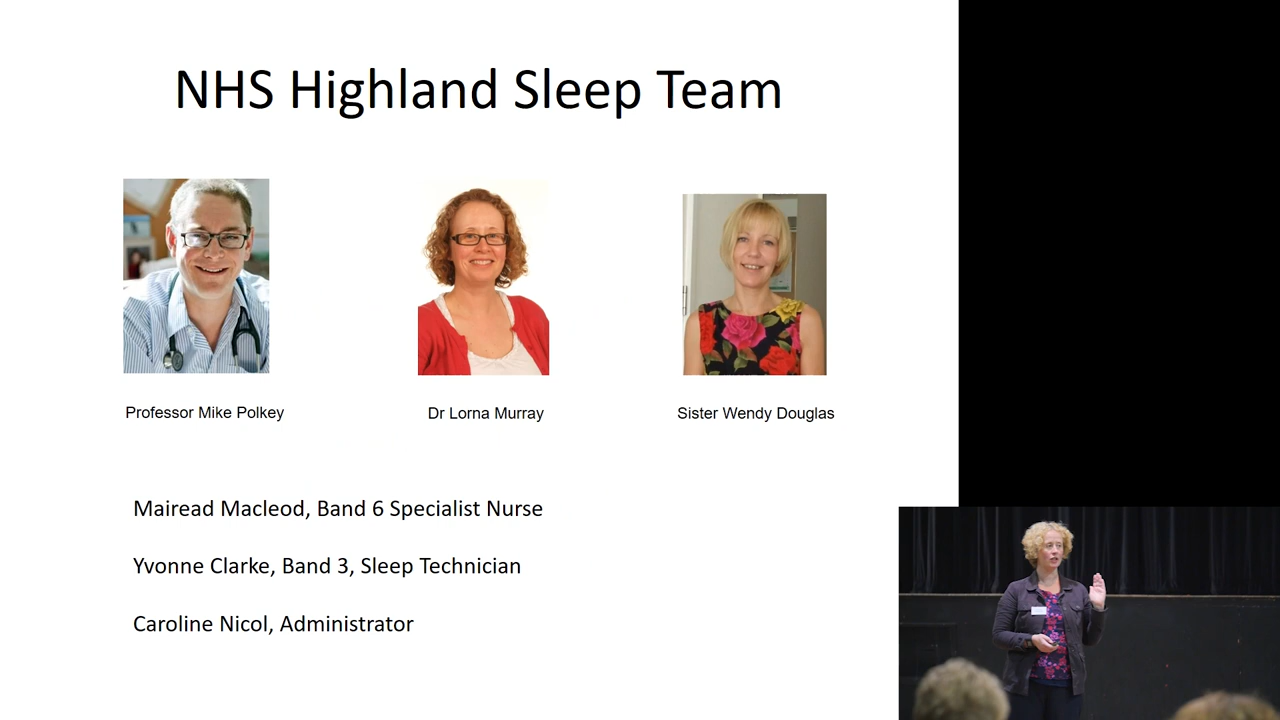 NHS Highland Sleep Team
Professor Mike Polkey
Dr Lorna Murray
Sister Wendy Douglas
Mairead Macleod, Band 6 Specialist Nurse
Yvonne Clarke, Band 3, Sleep Technician
Caroline Nicol, Administrator